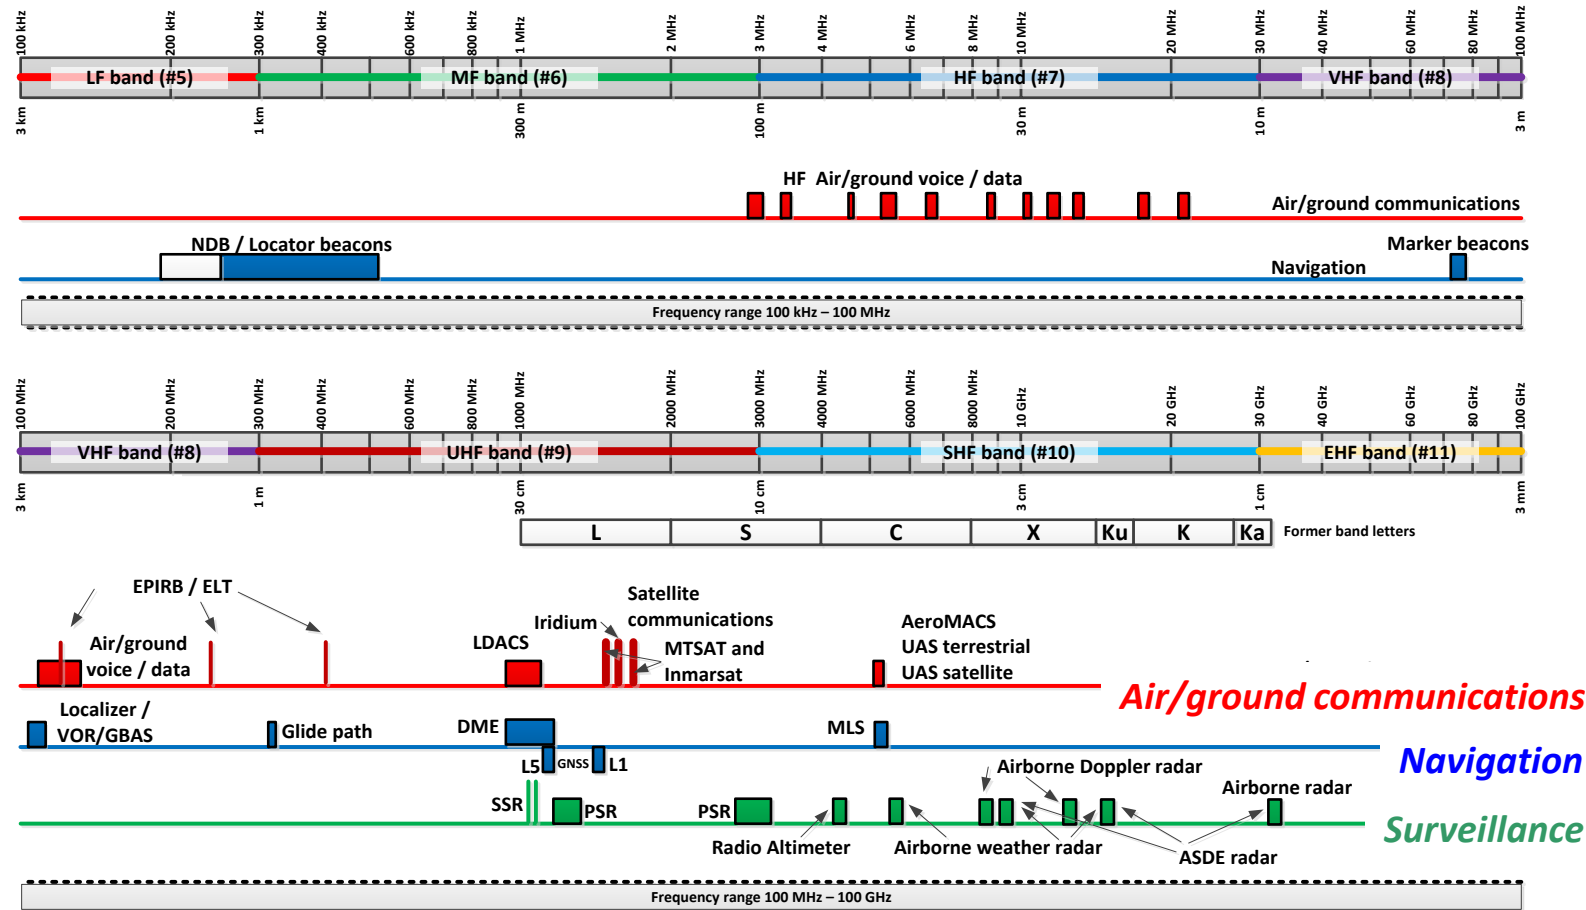 100 kHz
200 kHz
300 kHz
400 kHz
600 kHz
800 kHz
1 MHz
2 MHz
3 MHz
4 MHz
6 MHz
8 MHz
10 MHz
20 MHz
30 MHz
40 MHz
60 MHz
80 MHz
100 MHz
LF band (#5)
MF band (#6)
HF band (#7)
VHF band (#8)
3 km
1 km
300 m
100 m
30 m
10 m
3 m
HF Air/ground voice / data
Air/ground communications
NDB / Locator beacons
Marker beacons
Navigation
Frequency range 100 kHz – 100 MHz
100 MHz
200 MHz
300 MHz
400 MHz
600 MHz
800 MHz
1000 MHz
2000 MHz
3000 MHz
4000 MHz
6000 MHz
8000 MHz
10 GHz
20 GHz
30 GHz
40 GHz
60 GHz
80 GHz
100 GHz
VHF band (#8)
UHF band (#9)
SHF band (#10)
EHF band (#11)
3 km
1 m
30 cm
10 cm
3 cm
1 cm
3 mm
L
S
C
X
Ku
K
Ka
Former band letters
EPIRB / ELT
Air/ground
voice / data
LDACS
Iridium
Satellite
communications
MTSAT and
Inmarsat
AeroMACS
UAS terrestrial
UAS satellite
Air/ground communications
Localizer /
VOR/GBAS
Glide path
DME
MLS
L5
GNSS
L1
Navigation
SSR
PSR
PSR
Airborne Doppler radar
Airborne radar
Radio Altimeter
Airborne weather radar
ASDE radar
Surveillance
Frequency range 100 MHz – 100 GHz